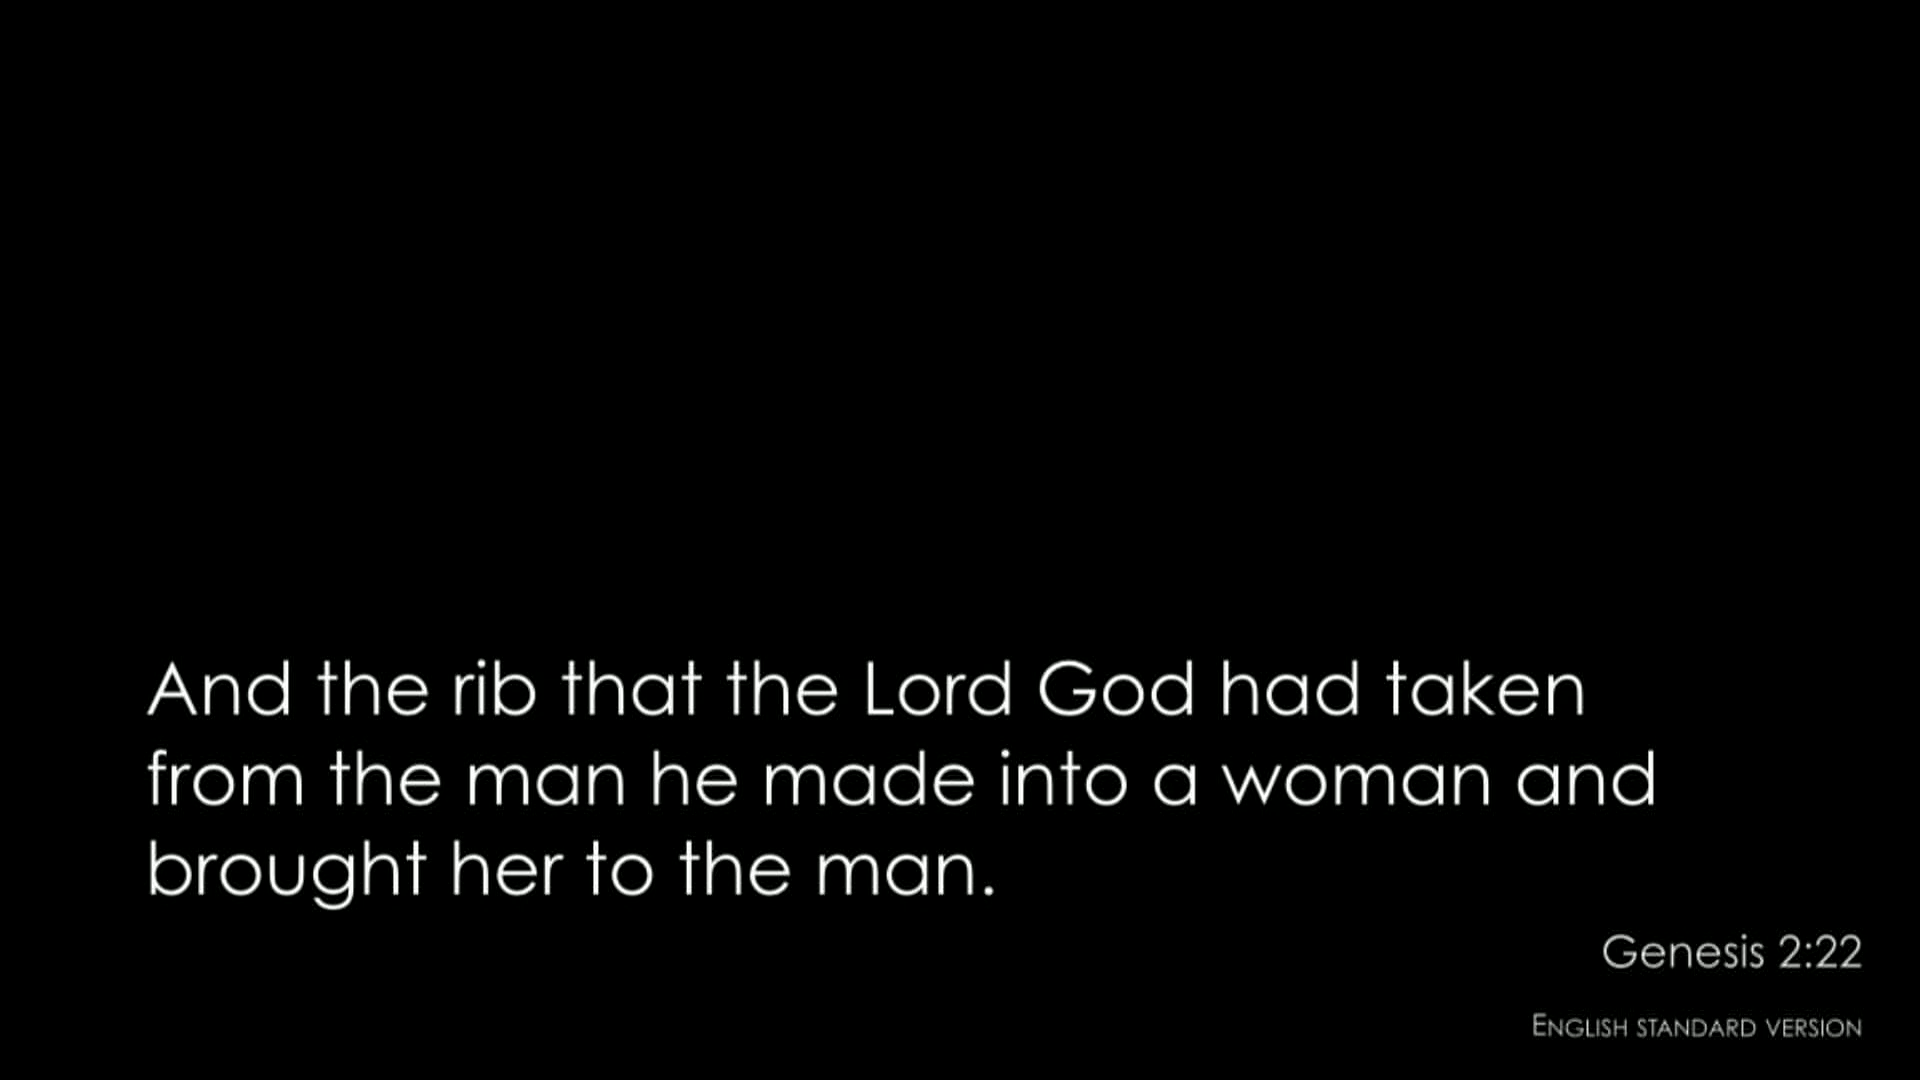 And the rib that the Lord God had taken
from the man he made into a woman and
brought her to the man.
Genesis 2:22
ENGLISH STANDARD VERSION